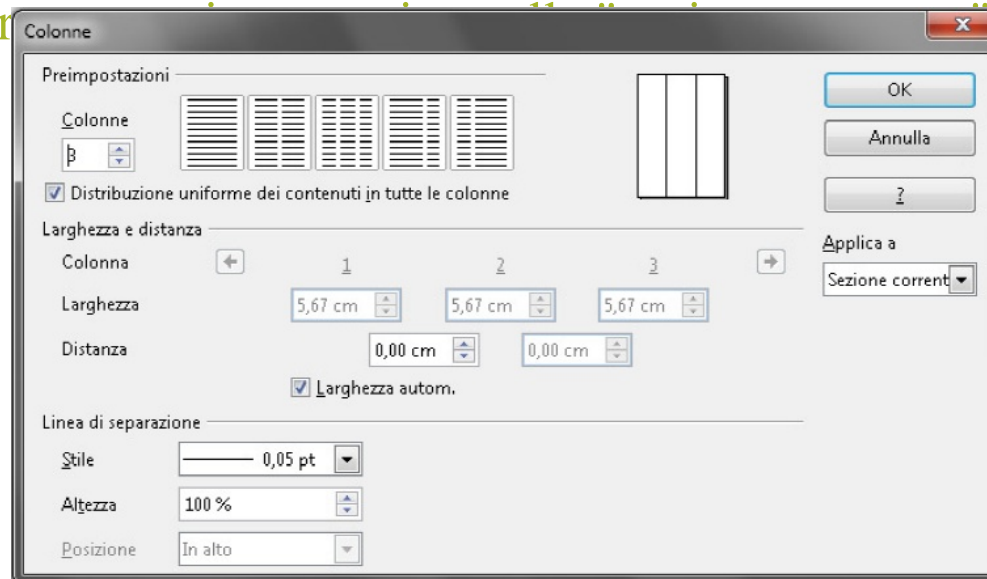 Colonne
Preimpostazioni
Colonne
3
Distribuzione uniforme dei contenuti in tutte le colonne
Larghezza e distanza
Colonna 1 2 3
Larghezza 5,67 cm 5,67 cm 5,67 cm
Distanza 0,00 cm 0,00 cm
Larghezza autom.
Linea di separazione
Stile 0,05 pt
Altezza 100 %
Posizione In alto
OK
Annulla
?
Applica a
Sezione corrent